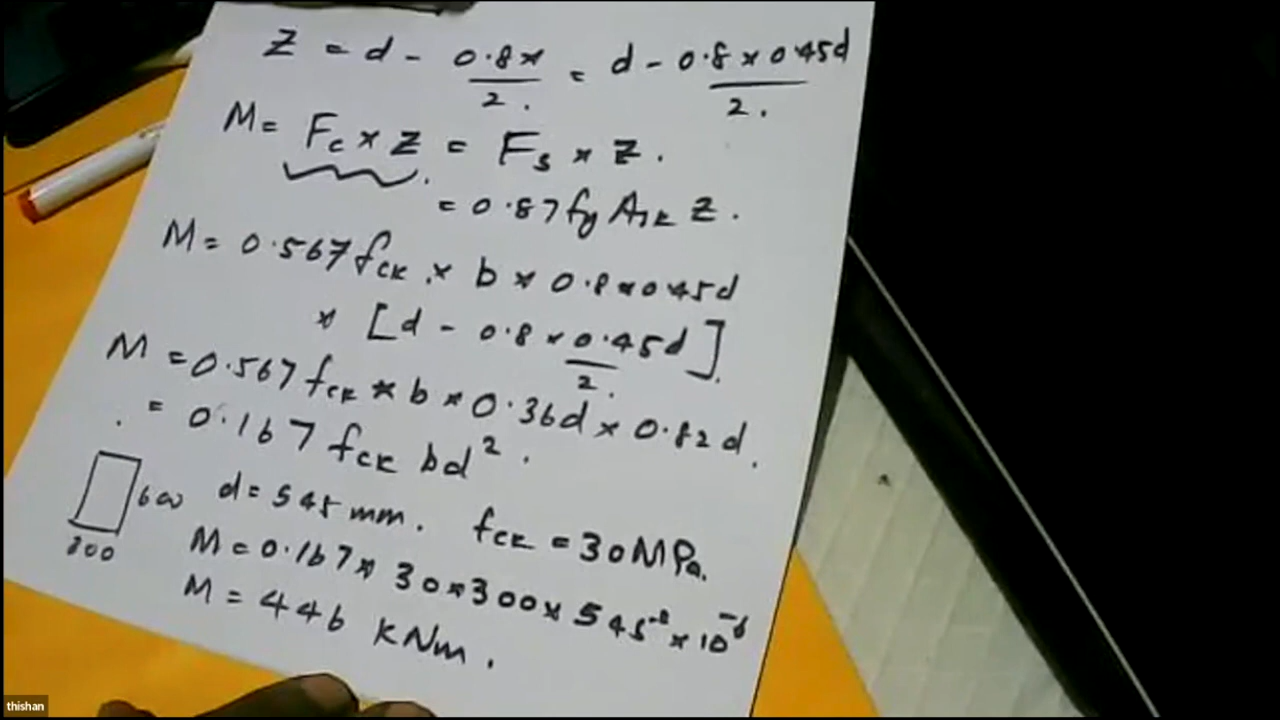 Z = d - 0.8x/2. = d - 0.8 x 0.45d/2.
M = Fc x Z = Fs x Z.
= 0.87 fy Ask Z.
M = 0.567 fck x b x 0.8 x 0.45d
x [d - 0.8 x 0.45d/2.]
M = 0.567 fck x b x 0.36d x 0.82d.
= 0.167 fck bd².
600 d = 545 mm. fck = 30 MPa.
300
M = 0.167 x 30 x 300 x 545² x 10⁻⁶
M = 446 kNm.
thishan